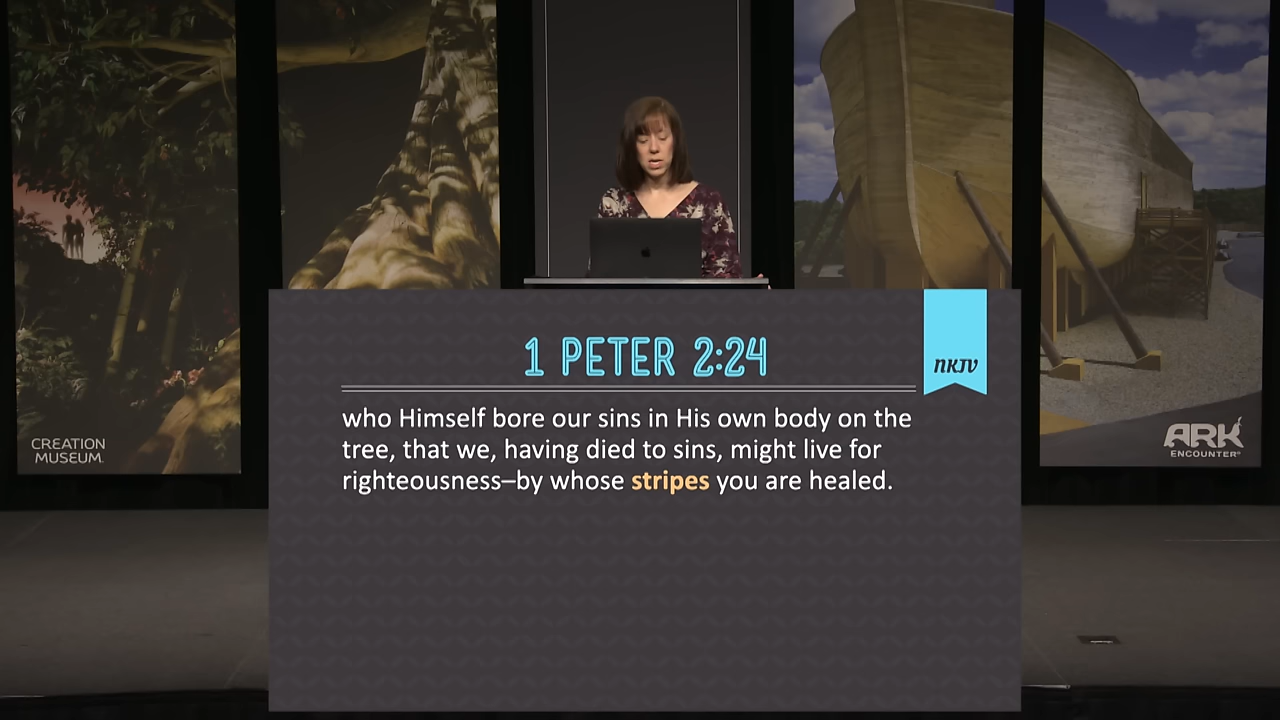 CREATION
MUSEUM
ARK
ENCOUNTER
1 PETER 2:24
NKJV
who Himself bore our sins in His own body on the
tree, that we, having died to sins, might live for
righteousness–by whose stripes you are healed.